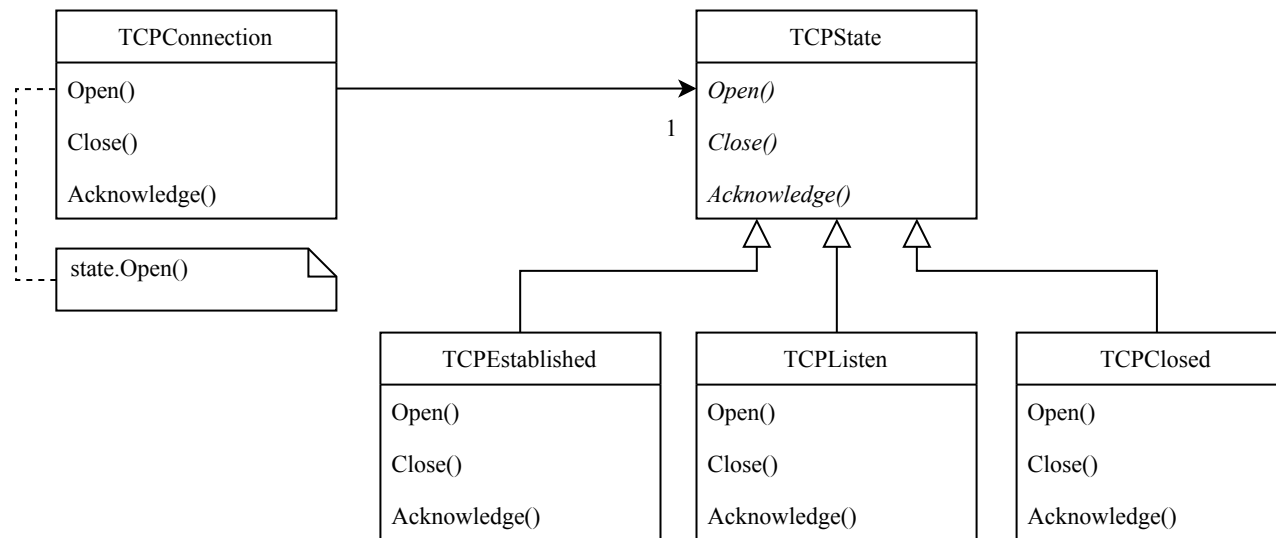 TCPConnection
Open()
Close()
Acknowledge()
state.Open()
1
TCPState
Open()
Close()
Acknowledge()
TCPEstablished
Open()
Close()
Acknowledge()
TCPListen
Open()
Close()
Acknowledge()
TCPClosed
Open()
Close()
Acknowledge()